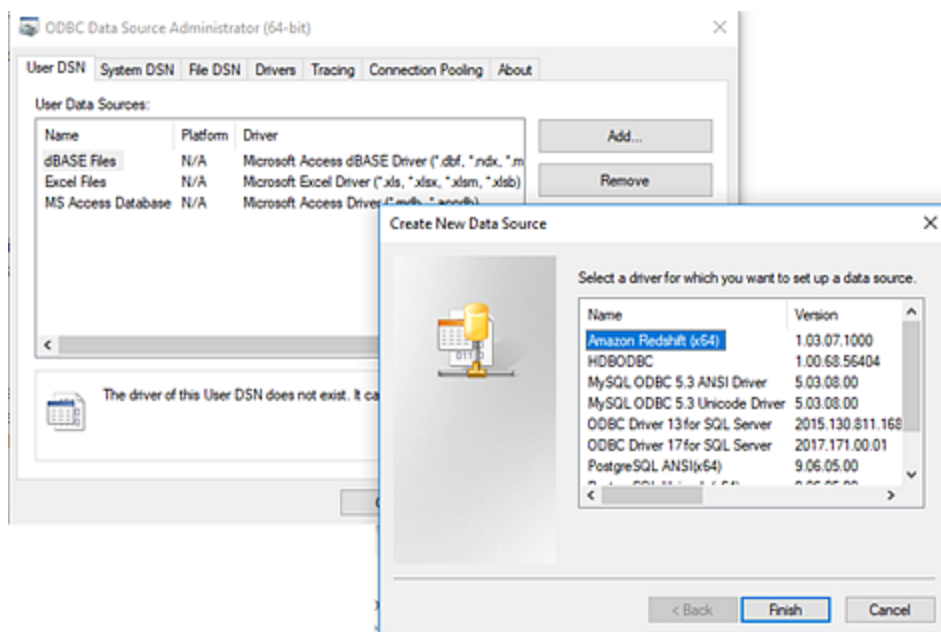 ODBC Data Source Administrator (64-bit)
User DSN System DSN File DSN Drivers Tracing Connection Pooling About
User Data Sources:
Name Platform Driver
dBASE Files N/A Microsoft Access dBASE Driver (*.dbf, *.ndx, *.m
Excel Files N/A Microsoft Excel Driver (*.xls, *.xlsx, *.xlsm, *.xlsb)
MS Access Database N/A Microsoft Access Driver (*.mdb, *.accdb)
Add...
Remove
The driver of this User DSN does not exist. It ca
Create New Data Source
Select a driver for which you want to set up a data source.
Name Version
Amazon Redshift (x64) 1.03.07.1000
HDBODBC 1.00.68.56404
MySQL ODBC 5.3 ANSI Driver 5.03.08.00
MySQL ODBC 5.3 Unicode Driver 5.03.08.00
ODBC Driver 13 for SQL Server 2015.130.811.168
ODBC Driver 17 for SQL Server 2017.171.00.01
PostgreSQL ANSI(x64) 9.06.05.00
< Back Finish Cancel